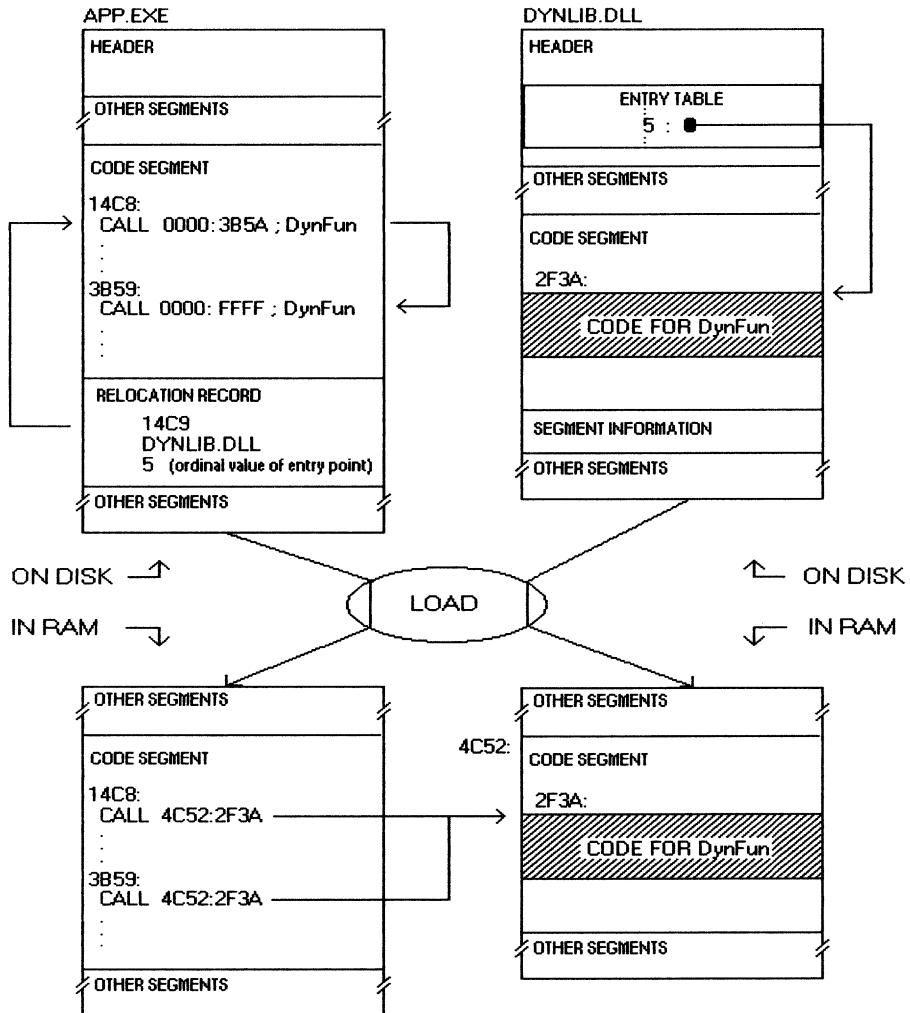 APP.EXE
HEADER
OTHER SEGMENTS
CODE SEGMENT
14C8:
CALL 0000:3B5A ; DynFun
.
.
.
3B59:
CALL 0000: FFFF ; DynFun
.
.
.
RELOCATION RECORD
14C9
DYNLIB.DLL
5 (ordinal value of entry point)
OTHER SEGMENTS
DYNLIB.DLL
HEADER
ENTRY TABLE
5 :
OTHER SEGMENTS
CODE SEGMENT
2F3A:
CODE FOR DynFun
SEGMENT INFORMATION
OTHER SEGMENTS
ON DISK
IN RAM
LOAD
ON DISK
IN RAM
OTHER SEGMENTS
CODE SEGMENT
14C8:
CALL 4C52:2F3A
.
.
.
3B59:
CALL 4C52:2F3A
.
.
.
OTHER SEGMENTS
OTHER SEGMENTS
4C52:
CODE SEGMENT
2F3A:
CODE FOR DynFun
OTHER SEGMENTS